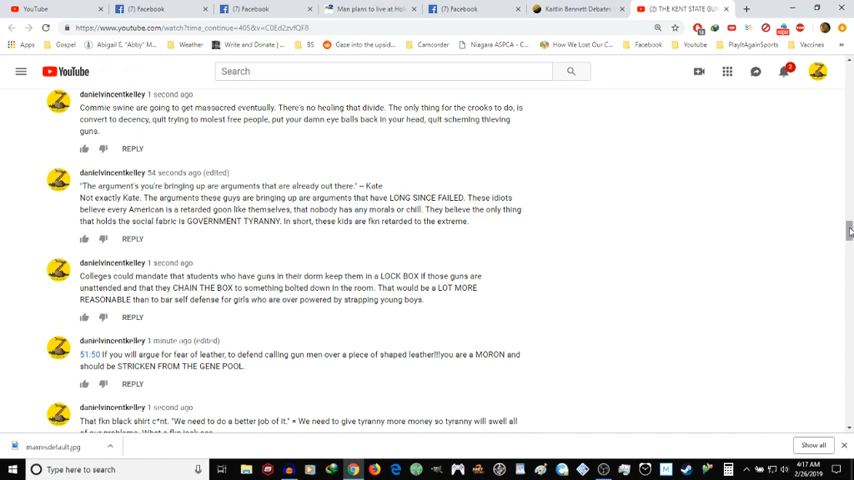 YouTube
(2) Facebook
(2) Facebook
Man plans to live at Hol
(2) Facebook
Kaitlin Bennett Debates
(2) THE KENT STATE GU
https://www.youtube.com/watch?time_continue=405&v=C0Ed2zvfQF8
Apps
Gospel
Abigail E. "Abby" M
Weather
Write and Donate
BS
Gaze into the upsid
Camcorder
Niagera ASPCA
How We Lost Our C
Facebook
Youtube
PlayItAgainSports
Vaccines
YouTube
Search
2
danielvincentkelley 1 second ago
Commie swine are going to get massacred eventually. There's no healing that divide. The only thing for the crooks to do, is
convert to decency, quit trying to molest free people, put your damn eye balls back in your head, quit scheming thieving
guns.
REPLY
danielvincentkelley 54 seconds ago (edited)
"The argument's you're bringing up are arguments that are already out there." -- Kate
Not exactly Kate. The arguments these guys are bringing up are arguments that have LONG SINCE FAILED. These idiots
believe every American is a retarded goon like themselves, that nobody has any morals or chill. They believe the only thing
that holds the social fabric is GOVERNMENT TYRANNY. In short, these kids are fkn retarded to the extreme.
REPLY
danielvincentkelley 1 second ago
Colleges could mandate that students who have guns in their dorm keep them in a LOCK BOX if those guns are
unattended and that they CHAIN THE BOX to something bolted down in the room. That would be a LOT MORE
REASONABLE than to bar self defense for girls who are over powered by strapping young boys.
REPLY
danielvincentkelley 1 minute ago (edited)
51:50 If you will argue for fear of leather, to defend calling gun men over a piece of shaped leather!!!you are a MORON and
should be STRICKEN FROM THE GENE POOL.
REPLY
danielvincentkelley 1 second ago
That fkn black shirt c*nt. "We need to do a better job of it." = We need to give tyranny more money so tyranny will swell all
maxresdefault.jpg
Show all
Type here to search
4:17 AM
2/26/2019